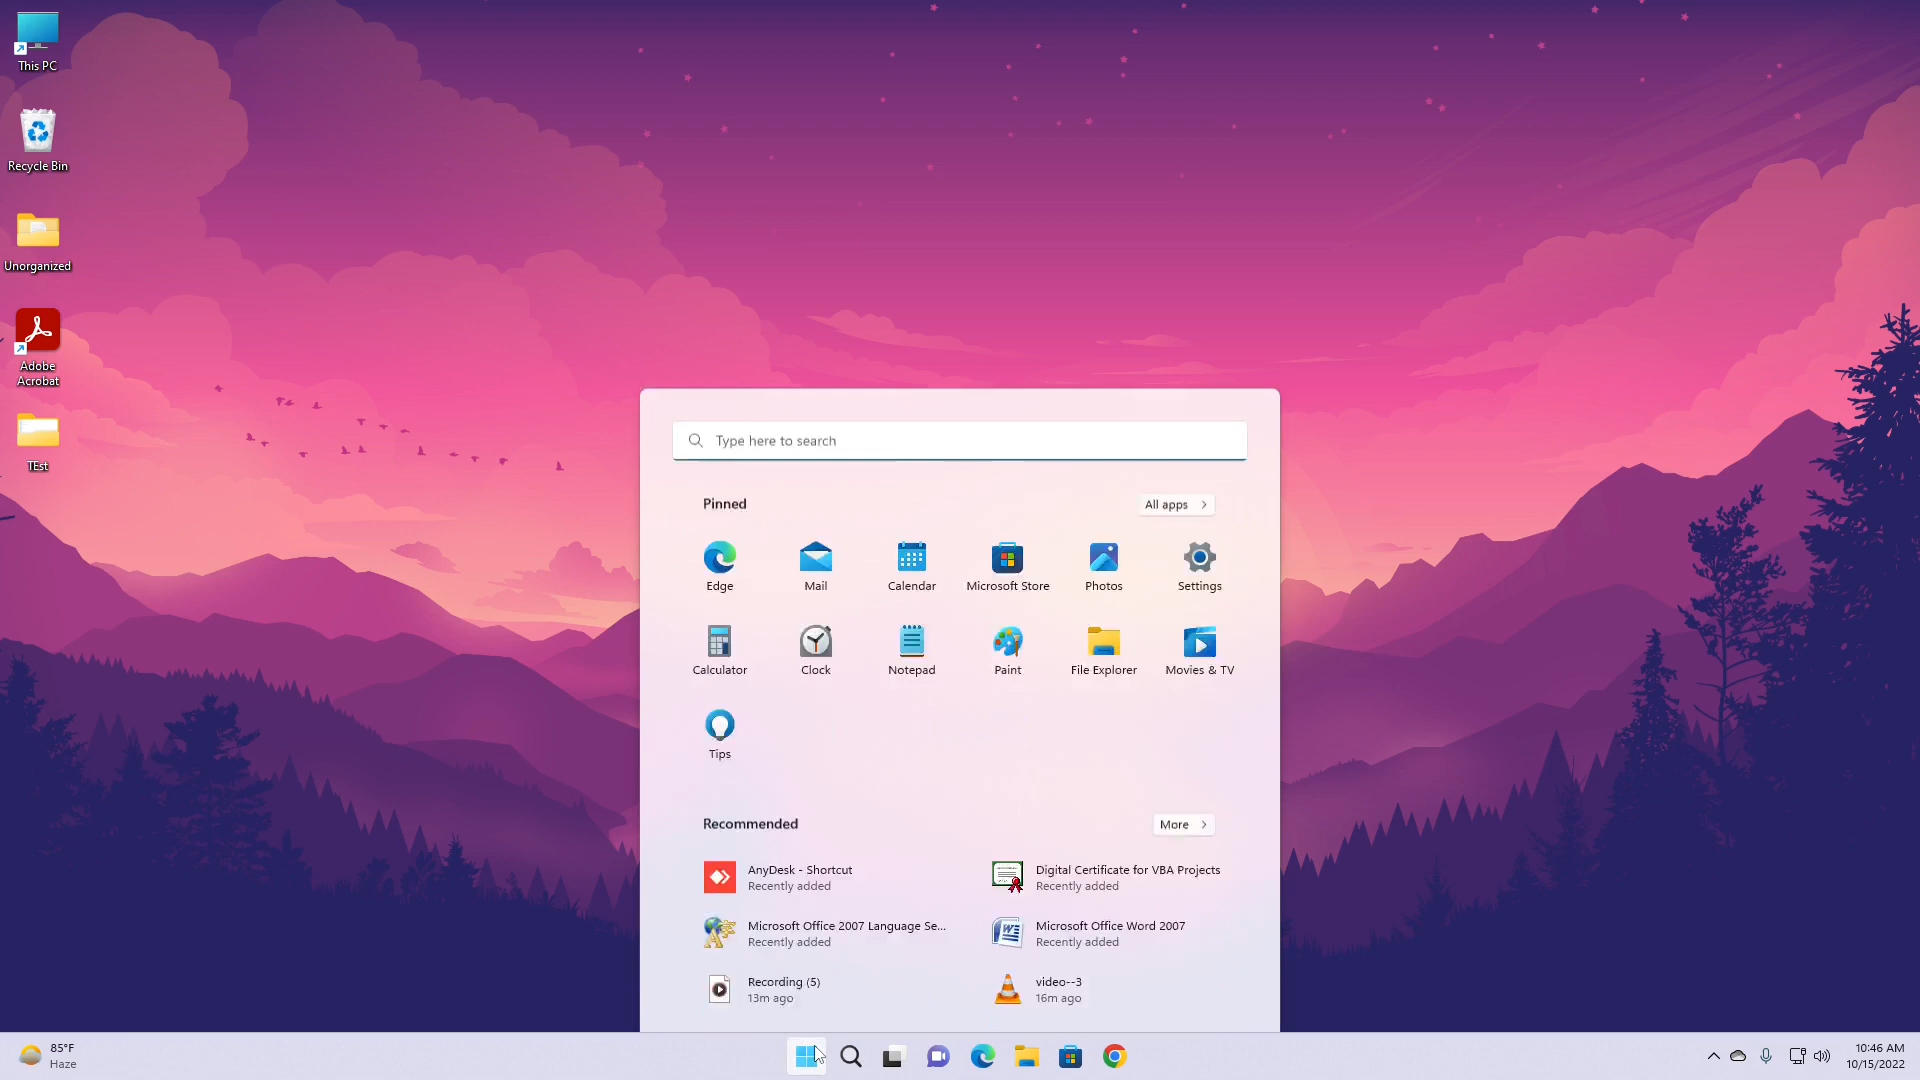 This PC
Recycle Bin
Unorganized
Adobe
Acrobat
TEst
Type here to search
Pinned
All apps
Edge
Mail
Calendar
Microsoft Store
Photos
Settings
Calculator
Clock
Notepad
Paint
File Explorer
Movies & TV
Tips
Recommended
More
AnyDesk - Shortcut
Recently added
Digital Certificate for VBA Projects
Recently added
Microsoft Office 2007 Language Se...
Recently added
Microsoft Office Word 2007
Recently added
Recording (5)
13m ago
video--3
16m ago
85°F
Haze
10:46 AM
10/15/2022